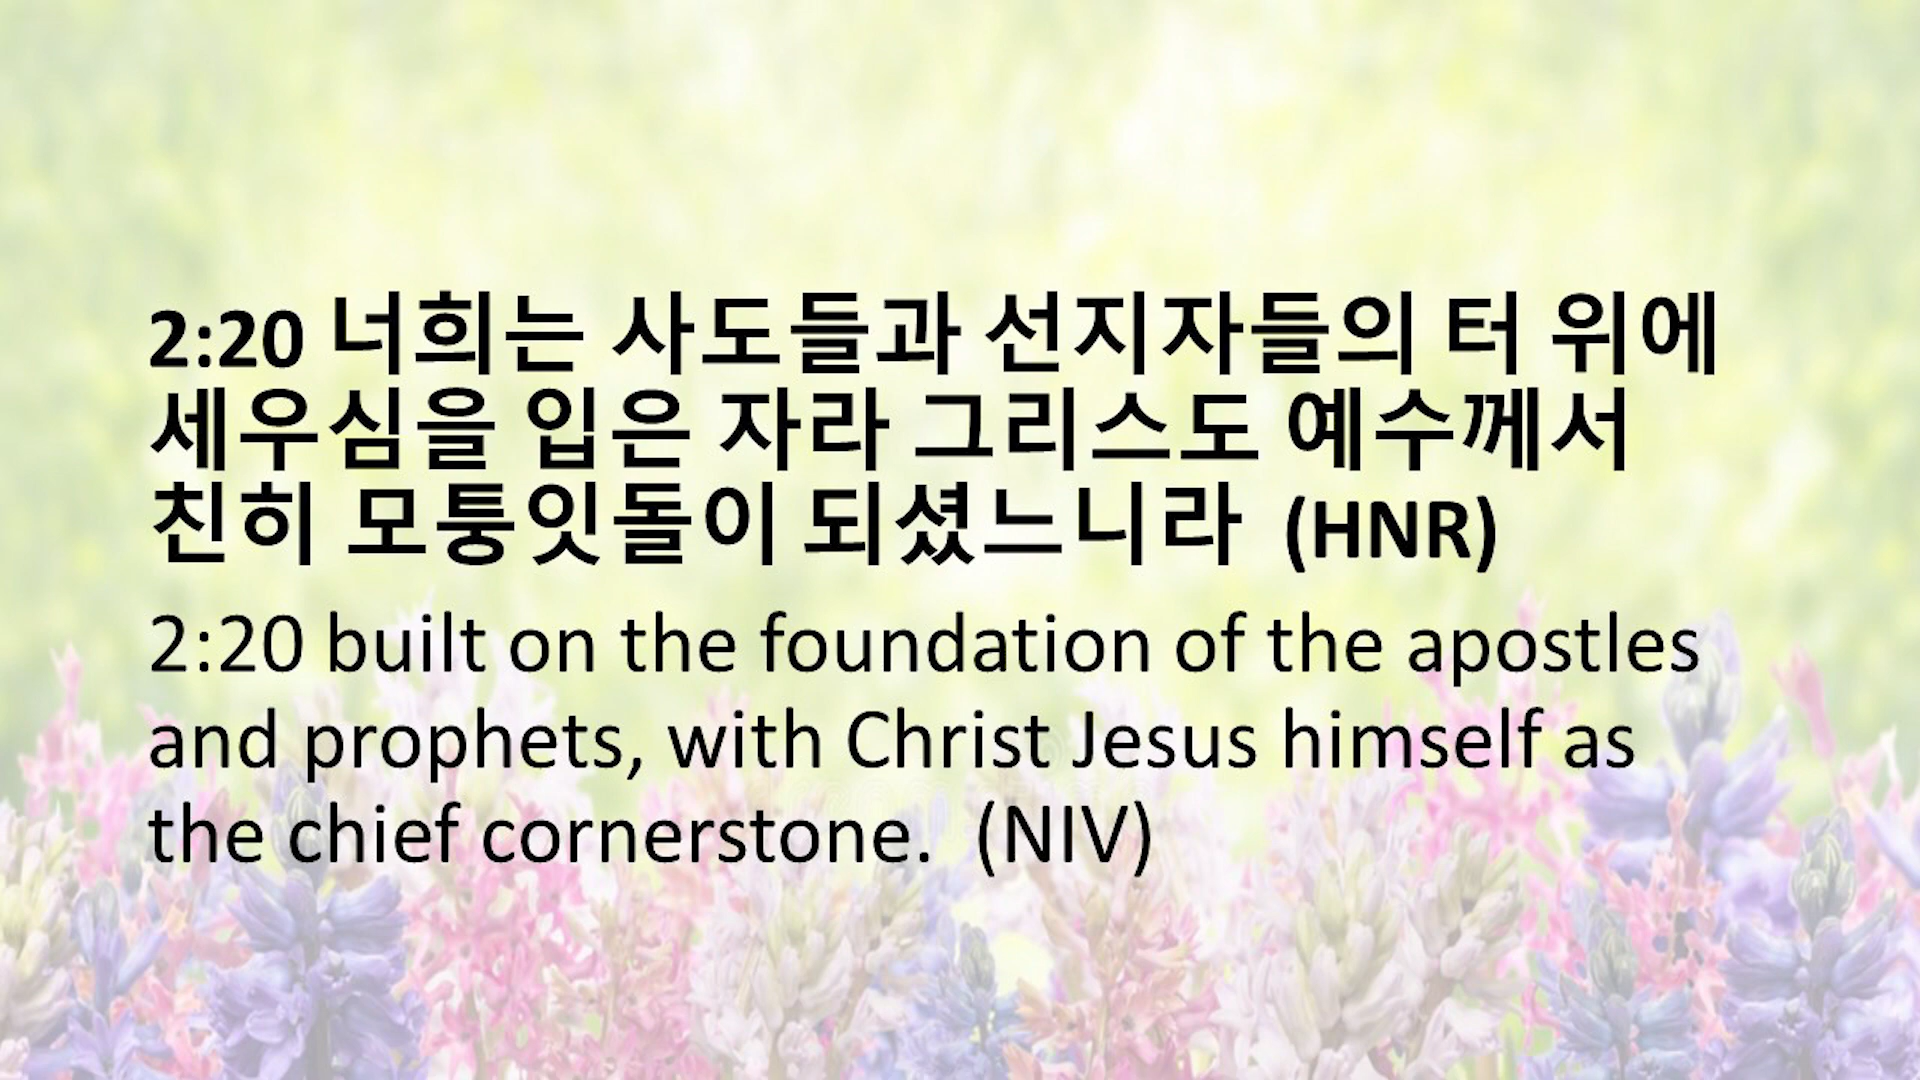 2:20 너희는 사도들과 선지자들의 터 위에
세우심을 입은 자라 그리스도 예수께서
친히 모퉁잇돌이 되셨느니라 (HNR)
2:20 built on the foundation of the apostles
and prophets, with Christ Jesus himself as
the chief cornerstone. (NIV)